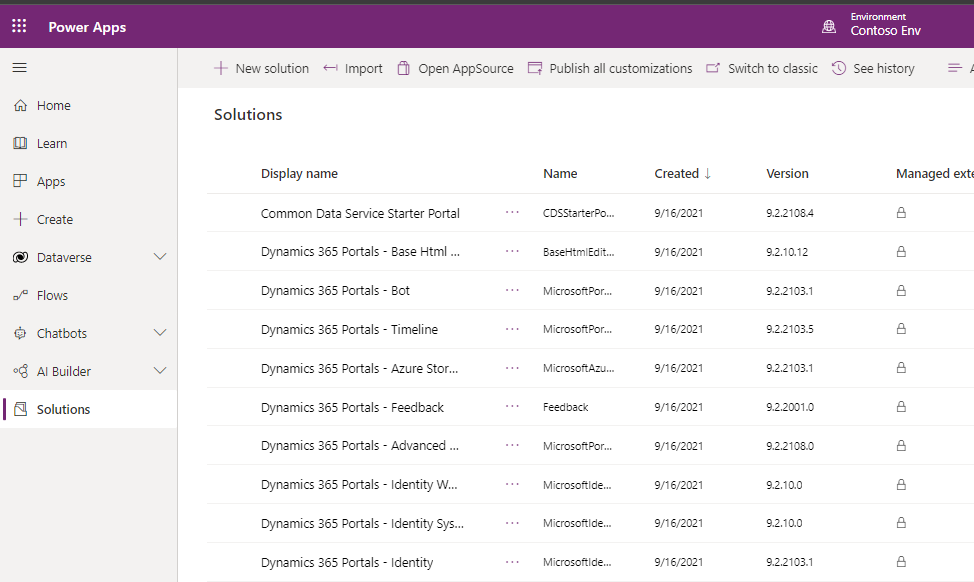 Power Apps
Environment
Contoso Env
New solution Import Open AppSource Publish all customizations Switch to classic See history A
Home
Learn
Apps
Create
Dataverse
Flows
Chatbots
AI Builder
Solutions
Solutions
Display name Name Created ↓ Version Managed exte
Common Data Service Starter Portal ··· CDSStarterPo... 9/16/2021 9.2.2108.4
Dynamics 365 Portals - Base Html ... ··· BaseHtmlEdit... 9/16/2021 9.2.10.12
Dynamics 365 Portals - Bot ··· MicrosoftPor... 9/16/2021 9.2.2103.1
Dynamics 365 Portals - Timeline ··· MicrosoftPor... 9/16/2021 9.2.2103.5
Dynamics 365 Portals - Azure Stor... ··· MicrosoftAzu... 9/16/2021 9.2.2103.1
Dynamics 365 Portals - Feedback ··· Feedback 9/16/2021 9.2.2001.0
Dynamics 365 Portals - Advanced ... ··· MicrosoftPor... 9/16/2021 9.2.2108.0
Dynamics 365 Portals - Identity W... ··· MicrosoftIde... 9/16/2021 9.2.10.0
Dynamics 365 Portals - Identity Sys... ··· MicrosoftIde... 9/16/2021 9.2.10.0
Dynamics 365 Portals - Identity ··· MicrosoftIde... 9/16/2021 9.2.2103.1